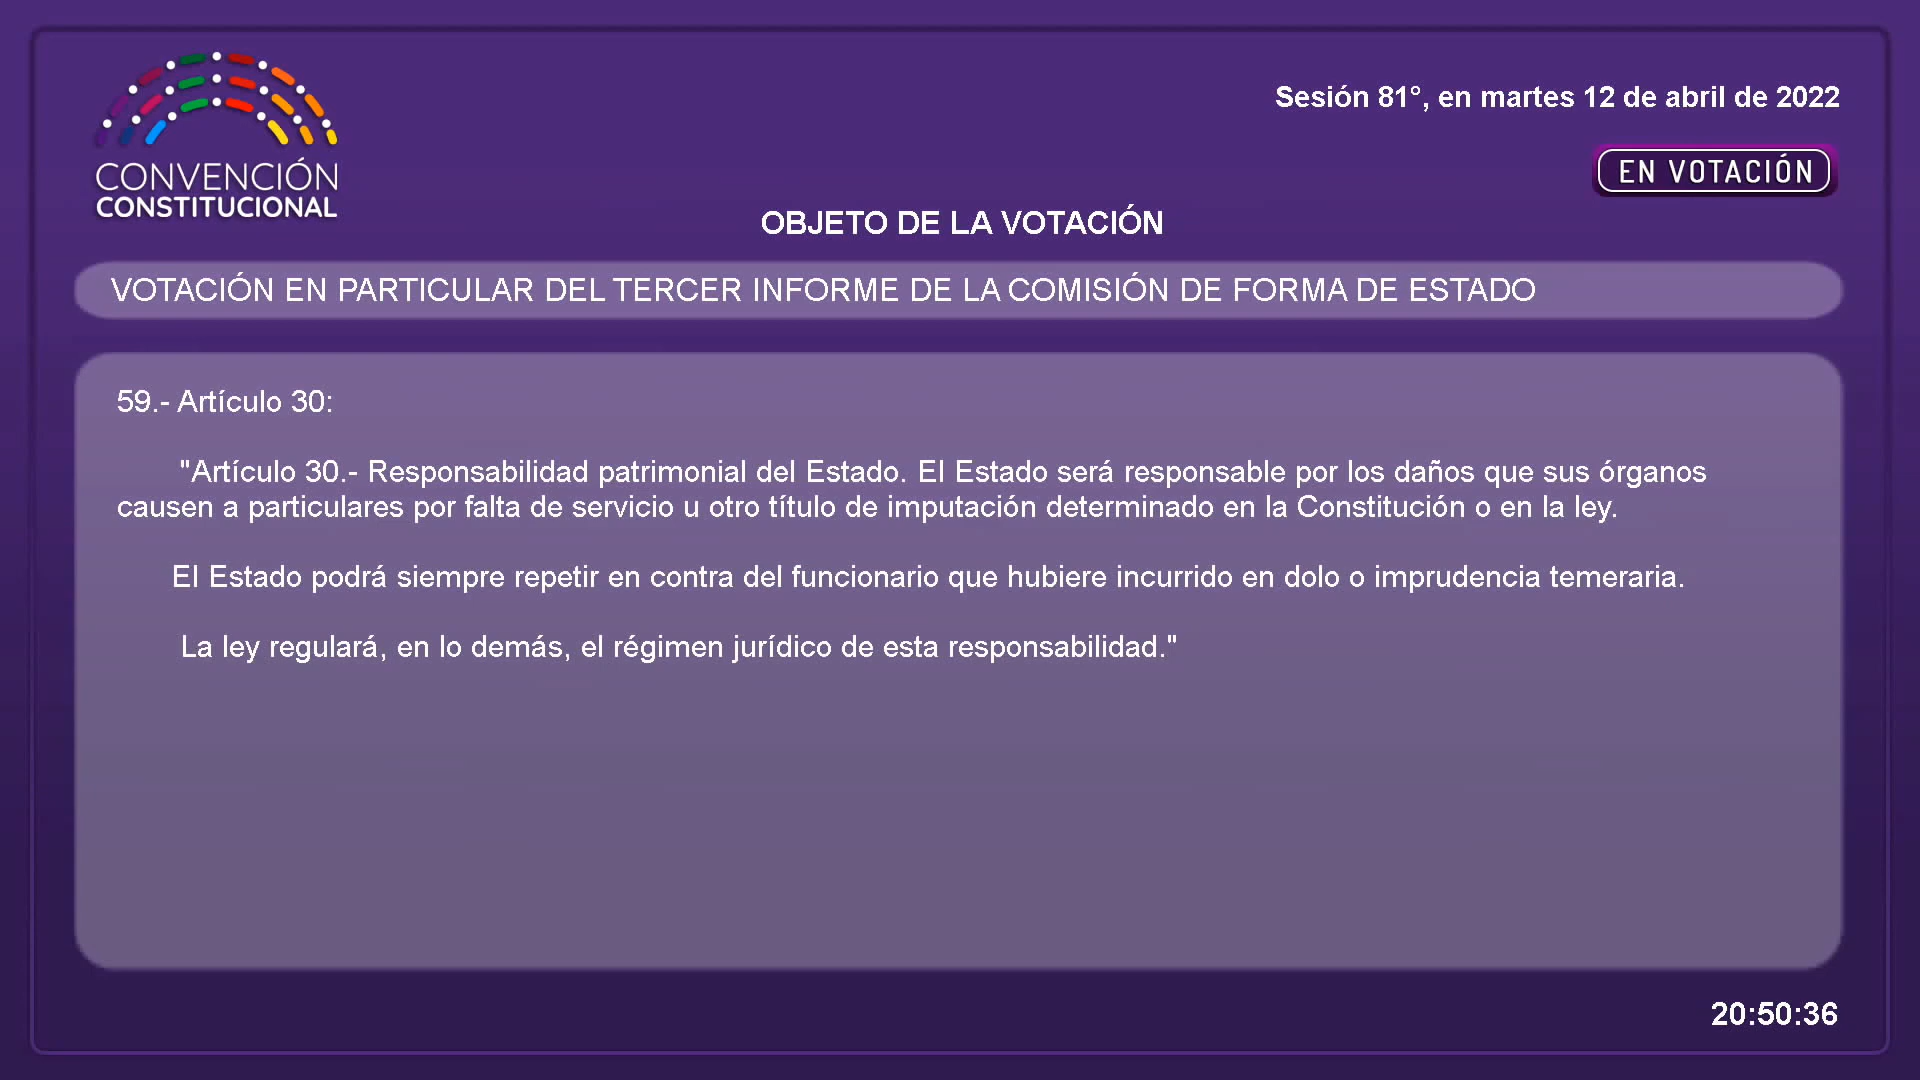 CONVENCIÓN
CONSTITUCIONAL
Sesión 81°, en martes 12 de abril de 2022
EN VOTACIÓN
OBJETO DE LA VOTACIÓN
VOTACIÓN EN PARTICULAR DEL TERCER INFORME DE LA COMISIÓN DE FORMA DE ESTADO
59.- Artículo 30:
"Artículo 30.- Responsabilidad patrimonial del Estado. El Estado será responsable por los daños que sus órganos
causen a particulares por falta de servicio u otro título de imputación determinado en la Constitución o en la ley.
El Estado podrá siempre repetir en contra del funcionario que hubiere incurrido en dolo o imprudencia temeraria.
La ley regulará, en lo demás, el régimen jurídico de esta responsabilidad."
20:50:36